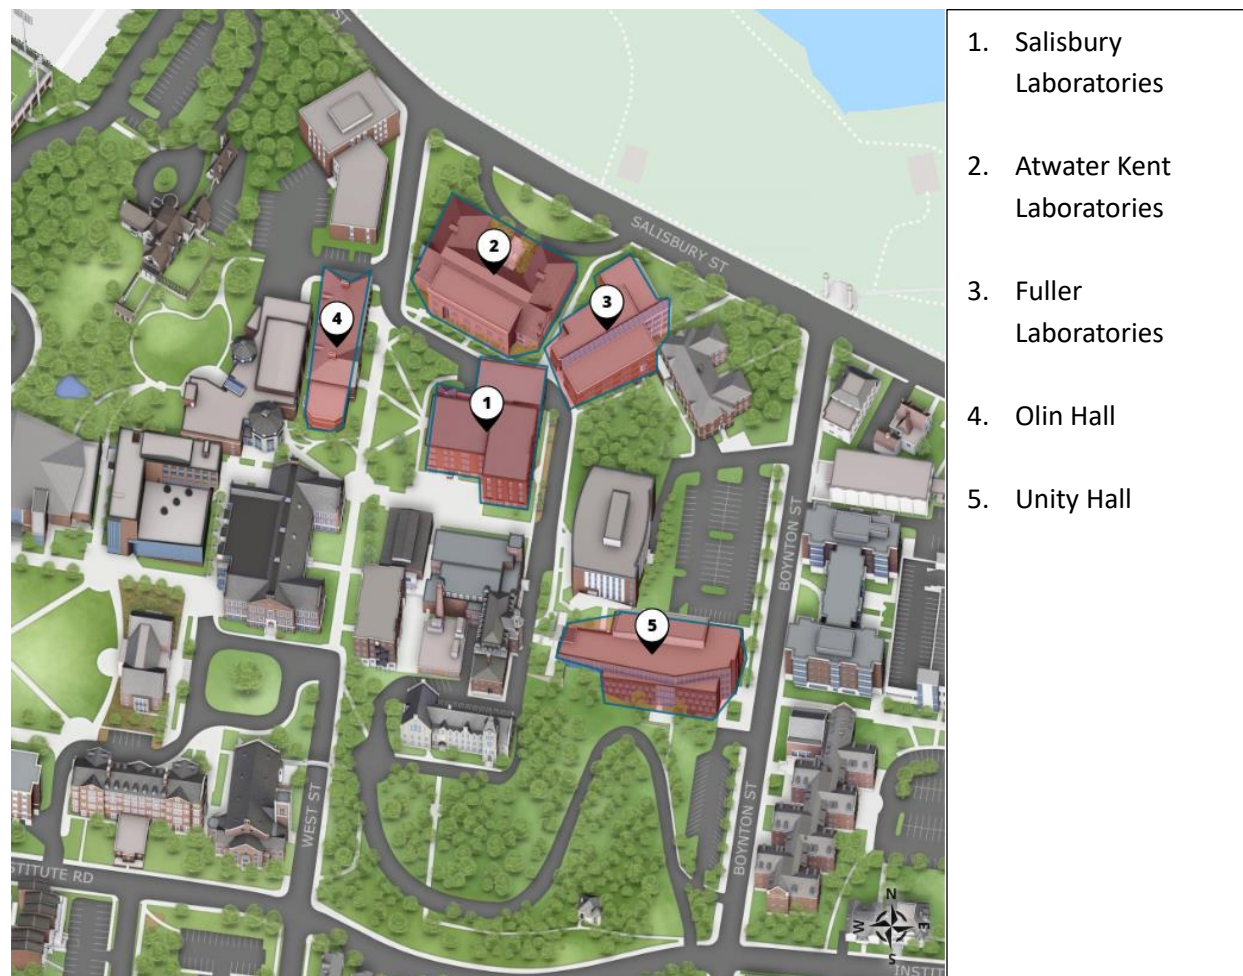 ST
1. Salisbury
Laboratories
2. Atwater Kent
Laboratories
3. Fuller
Laboratories
4. Olin Hall
5. Unity Hall
2
SALISBURY ST
3
4
1
BOYNTON ST
5
WEST ST
BOYNTON ST
STITUTE RD
N
W
E
S
INSTIT